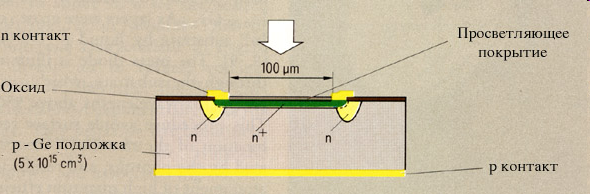 n контакт
Просветляющее
покрытие
100 μm
Оксид
n
n⁺
n
p - Ge подложка
(5 x 10¹⁵ cm³)
p контакт